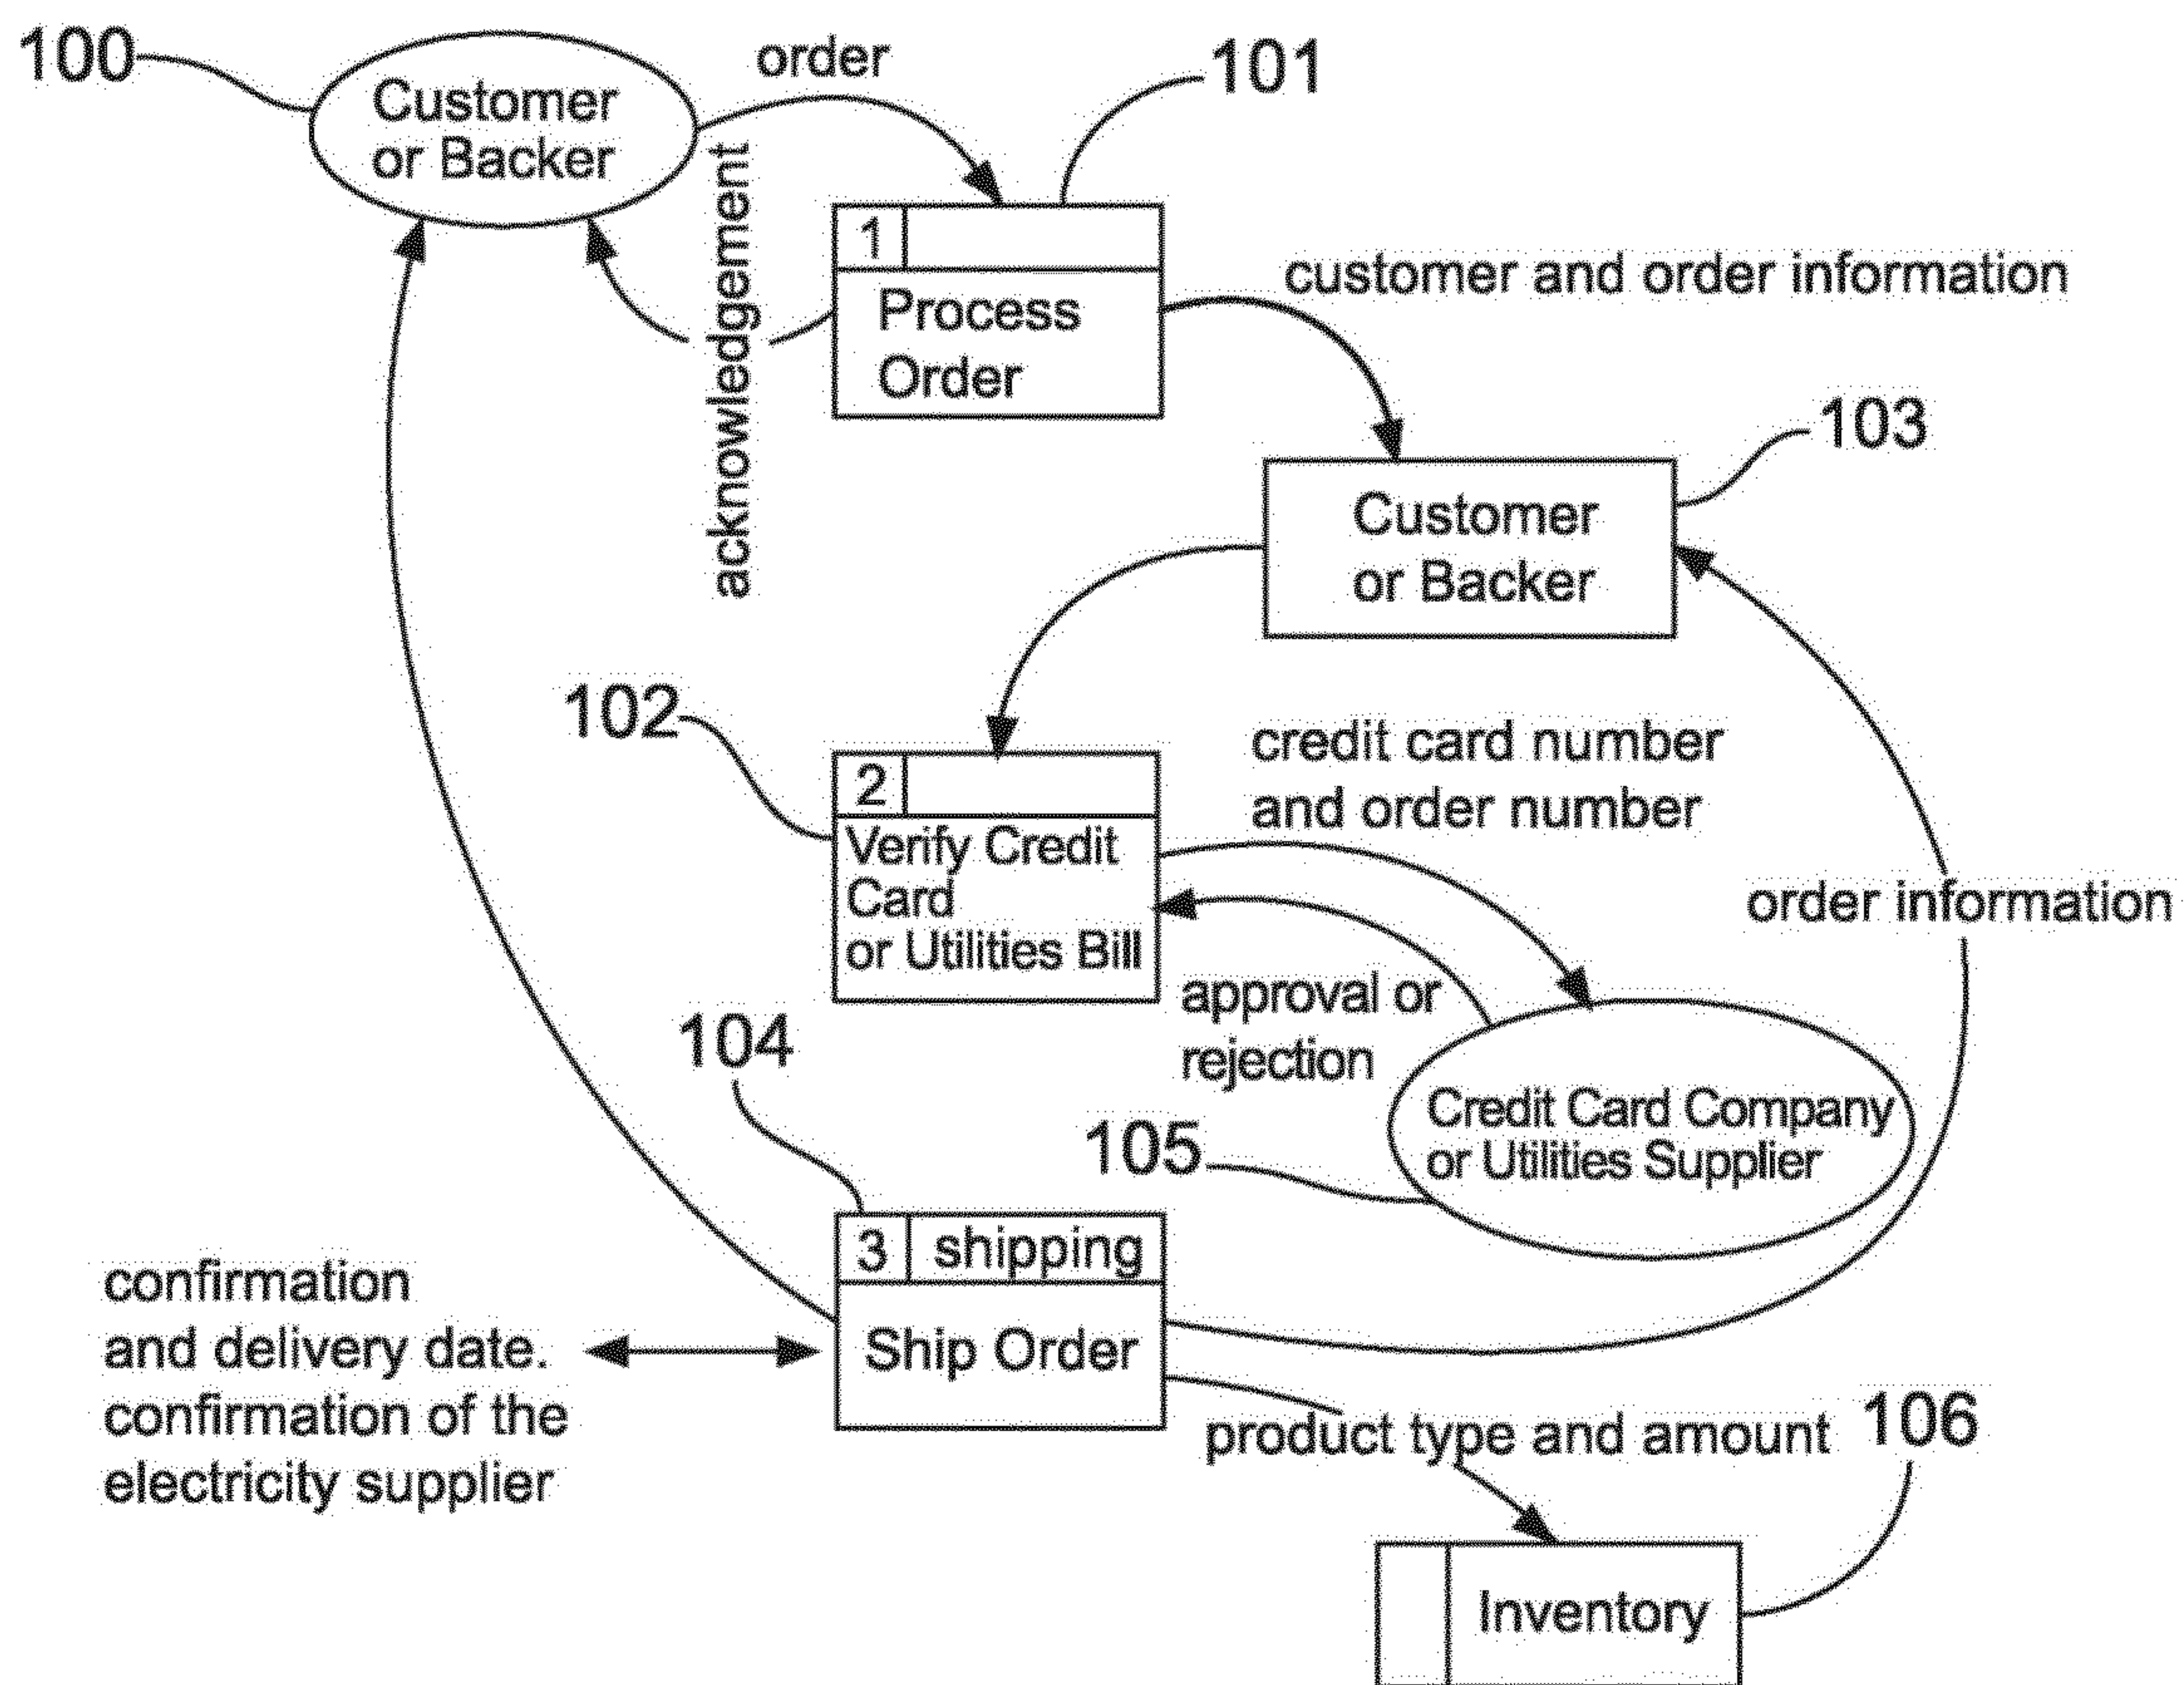 100
Customer
or Backer
order
101
acknowledgement
1
Process
Order
customer and order information
103
Customer
or Backer
102
2
Verify Credit
Card
or Utilities Bill
credit card number
and order number
order information
approval or
rejection
104
105
Credit Card Company
or Utilities Supplier
3 shipping
Ship Order
confirmation
and delivery date.
confirmation of the
electricity supplier
product type and amount
106
Inventory